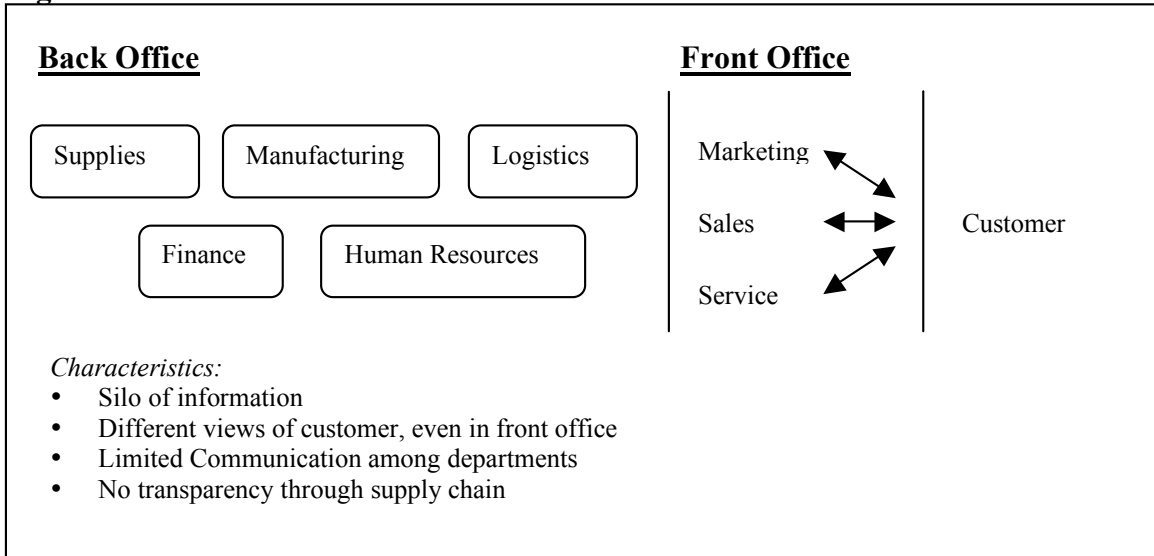 Back Office Front Office
Supplies Manufacturing Logistics
Marketing
Sales Customer
Finance Human Resources
Service
Characteristics:
• Silo of information
• Different views of customer, even in front office
• Limited Communication among departments
• No transparency through supply chain